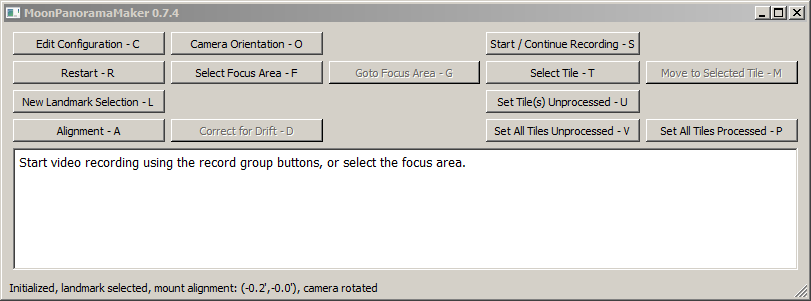 MoonPanoramaMaker 0.7.4
Edit Configuration - C Camera Orientation - O Start / Continue Recording - S
Restart - R Select Focus Area - F Goto Focus Area - G Select Tile - T Move to Selected Tile - M
New Landmark Selection - L Set Tile(s) Unprocessed - U
Alignment - A Correct for Drift - D Set All Tiles Unprocessed - V Set All Tiles Processed - P
Start video recording using the record group buttons, or select the focus area.
Initialized, landmark selected, mount alignment: (-0.2',-0.0'), camera rotated